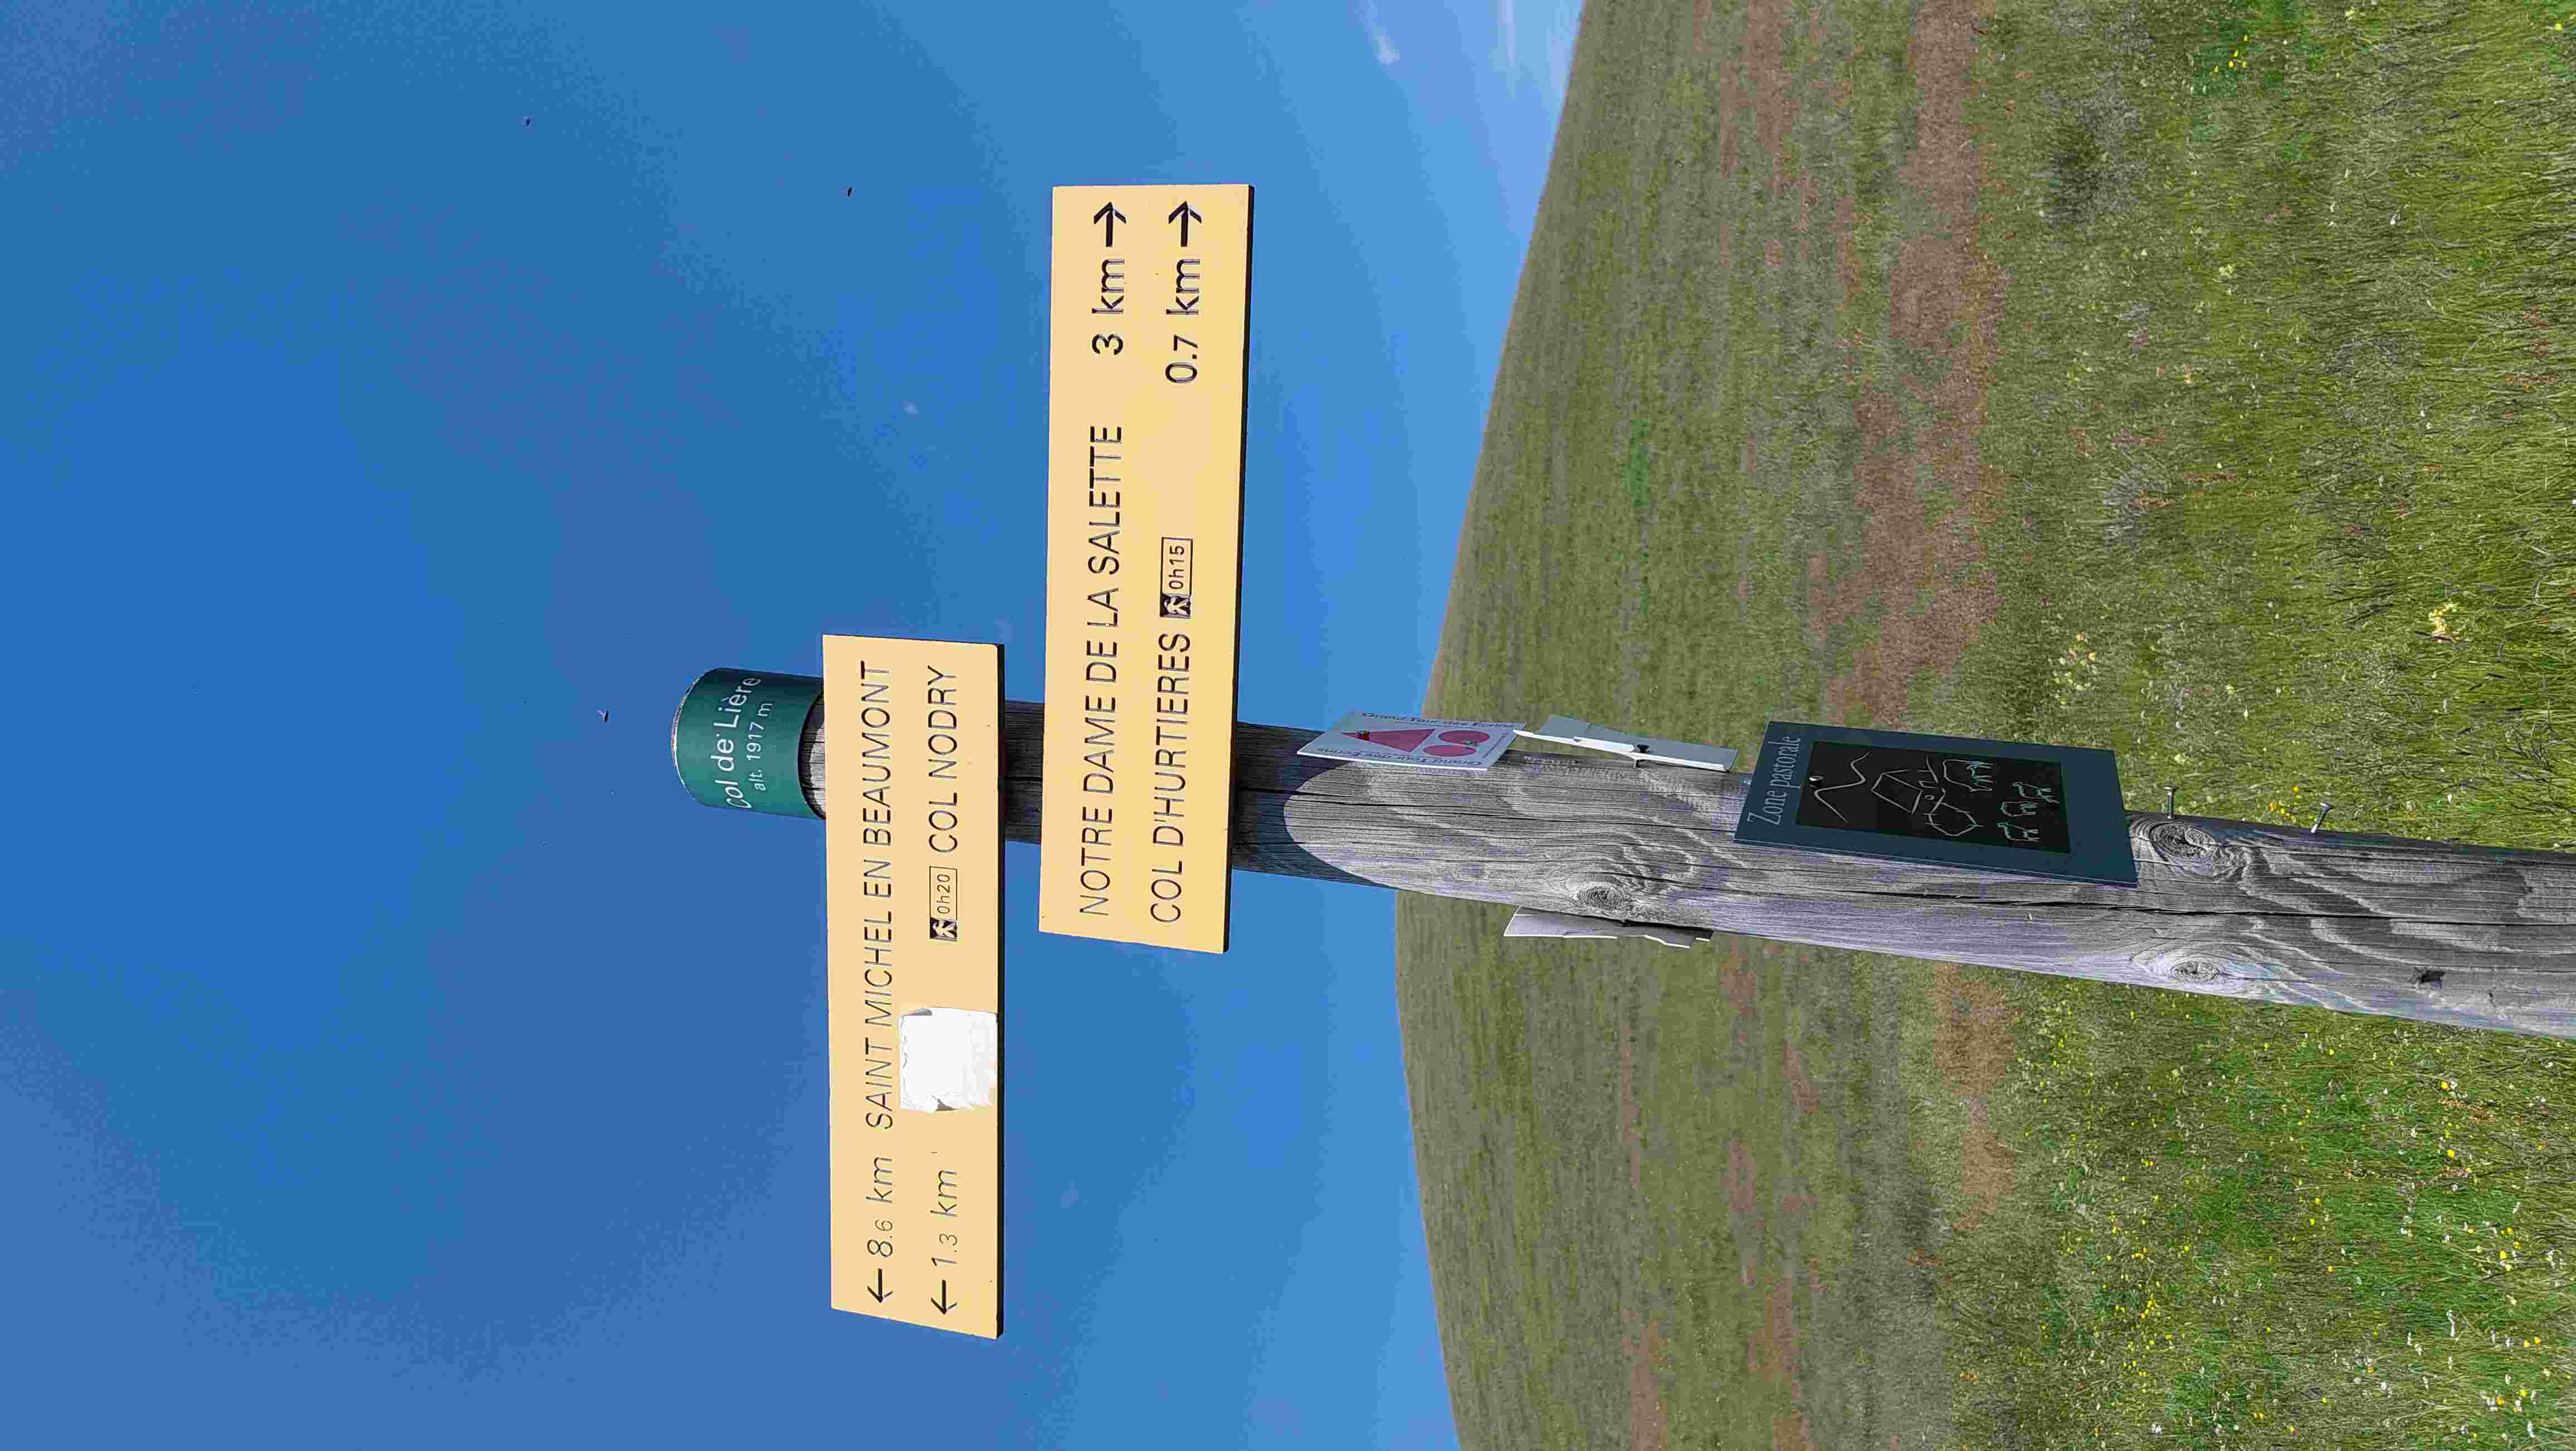 Col de Lière
alt. 1917 m
← 8.6 km SAINT MICHEL EN BEAUMONT
← 1.3 km 0h20 COL NODRY
NOTRE DAME DE LA SALETTE 3 km →
COL D'HURTIERES 0h15 0.7 km →
Zone pastorale